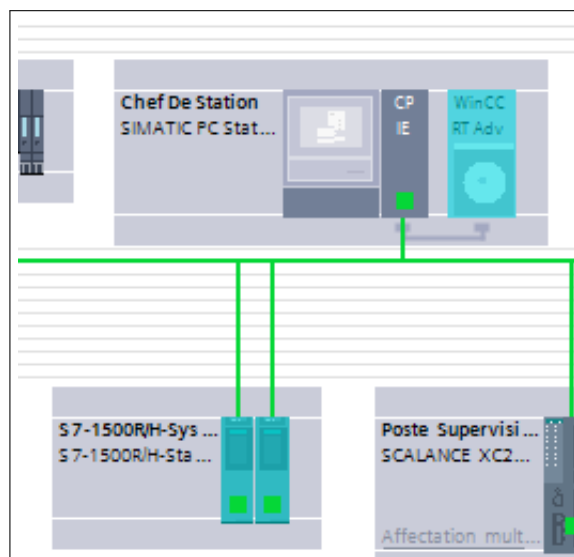 Chef De Station
SIMATIC PC Stat...
CP
IE
WinCC
RT Adv
S7-1500R/H-Sys ...
S7-1500R/H-Sta ...
Poste Supervisi ...
SCALANCE XC2...
Affectation mult...